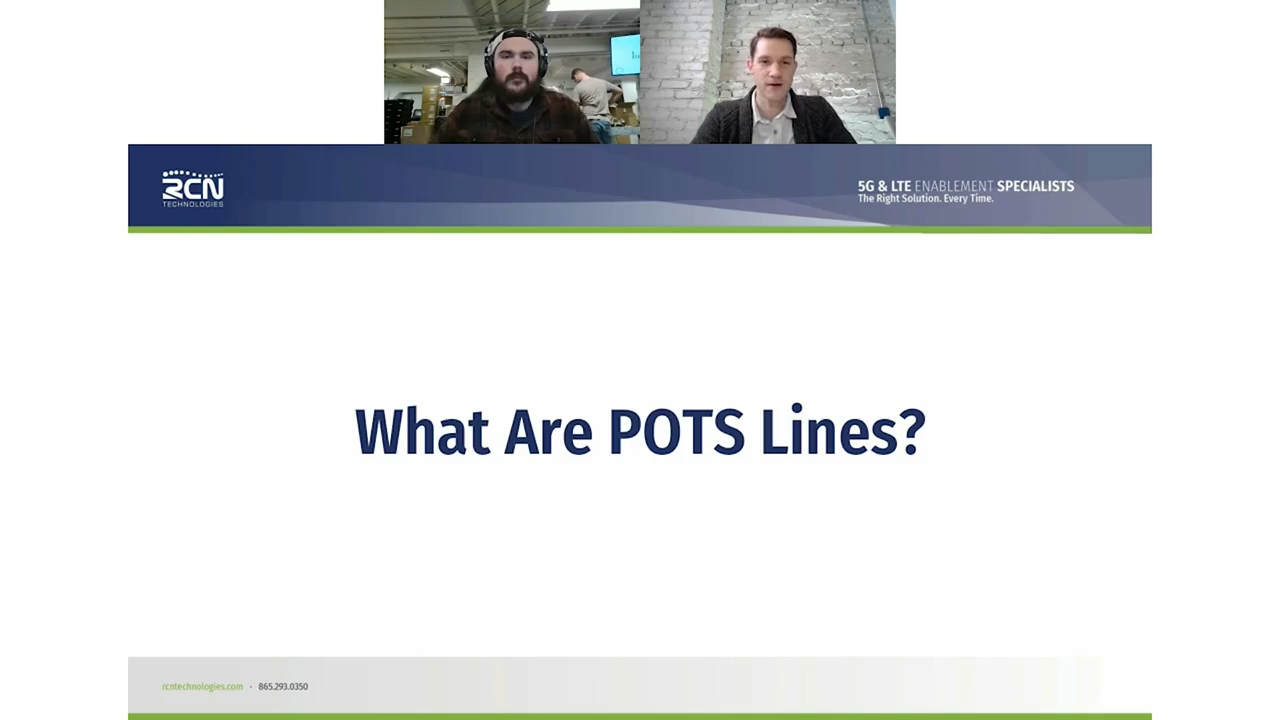 RCN
TECHNOLOGIES
5G & LTE ENABLEMENT SPECIALISTS
The Right Solution. Every Time.
What Are POTS Lines?
rcntechnologies.com · 865.293.0350